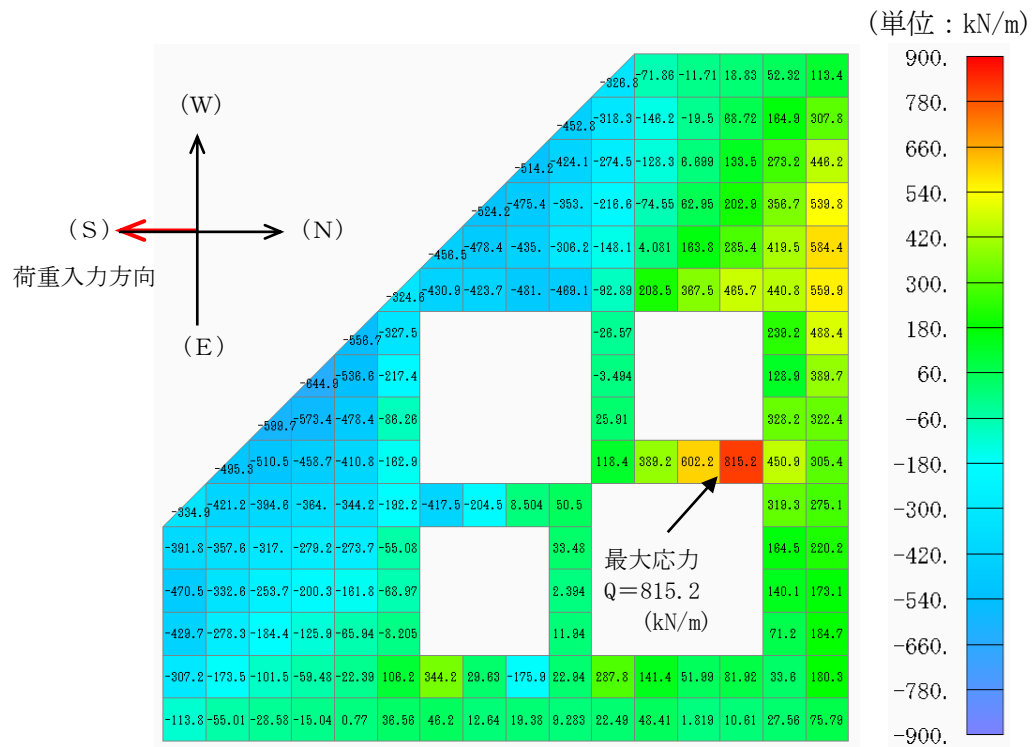 (単位：kN/m)
900.
780.
660.
540.
420.
300.
180.
60.
-60.
-180.
-300.
-420.
-540.
-660.
-780.
-900.
(W)
(S)
(N)
荷重入力方向
(E)
-326.8 -71.86 -11.71 18.83 52.32 113.4
-452.8 -318.3 -146.2 -19.5 68.72 164.9 307.8
-514.2 -424.1 -274.5 -128.3 6.699 133.5 273.2 446.2
-524.2 -475.4 -353. -216.6 -74.55 62.95 202.9 356.7 539.8
-456.5 -478.4 -435. -306.2 -148.1 4.081 163.8 285.4 419.5 584.4
-324.6 -430.9 -423.7 -481. -469.1 -92.89 208.5 367.5 465.7 440.8 559.9
-556.7 -327.5 -28.57 239.2 488.4
-644.9 -536.6 -217.4 -3.494 128.9 389.7
-599.7 -573.4 -478.4 -86.26 25.91 328.2 322.4
-495.3 -510.5 -458.7 -410.8 -162.9 118.4 389.2 602.2 815.2 450.9 305.4
-334.9 -421.2 -394.6 -364. -344.2 -192.2 -417.5 -204.5 8.504 50.5 319.3 275.1
-391.8 -357.6 -317. -279.2 -273.7 -55.08 33.48 164.5 220.2
-470.5 -332.6 -253.7 -200.3 -161.8 -68.97 2.394 140.1 173.1
-429.7 -278.3 -184.4 -125.9 -65.94 -8.205 11.94 71.2 184.7
-307.2 -173.5 -101.5 -59.48 -22.39 106.2 344.2 29.63 -175.9 22.94 287.8 141.4 51.99 81.92 33.6 180.3
-113.8 -55.01 -28.58 -15.04 0.77 36.56 46.2 12.64 19.38 9.283 22.49 48.41 1.819 10.61 27.56 75.79
最大応力
Q＝815.2
(kN/m)